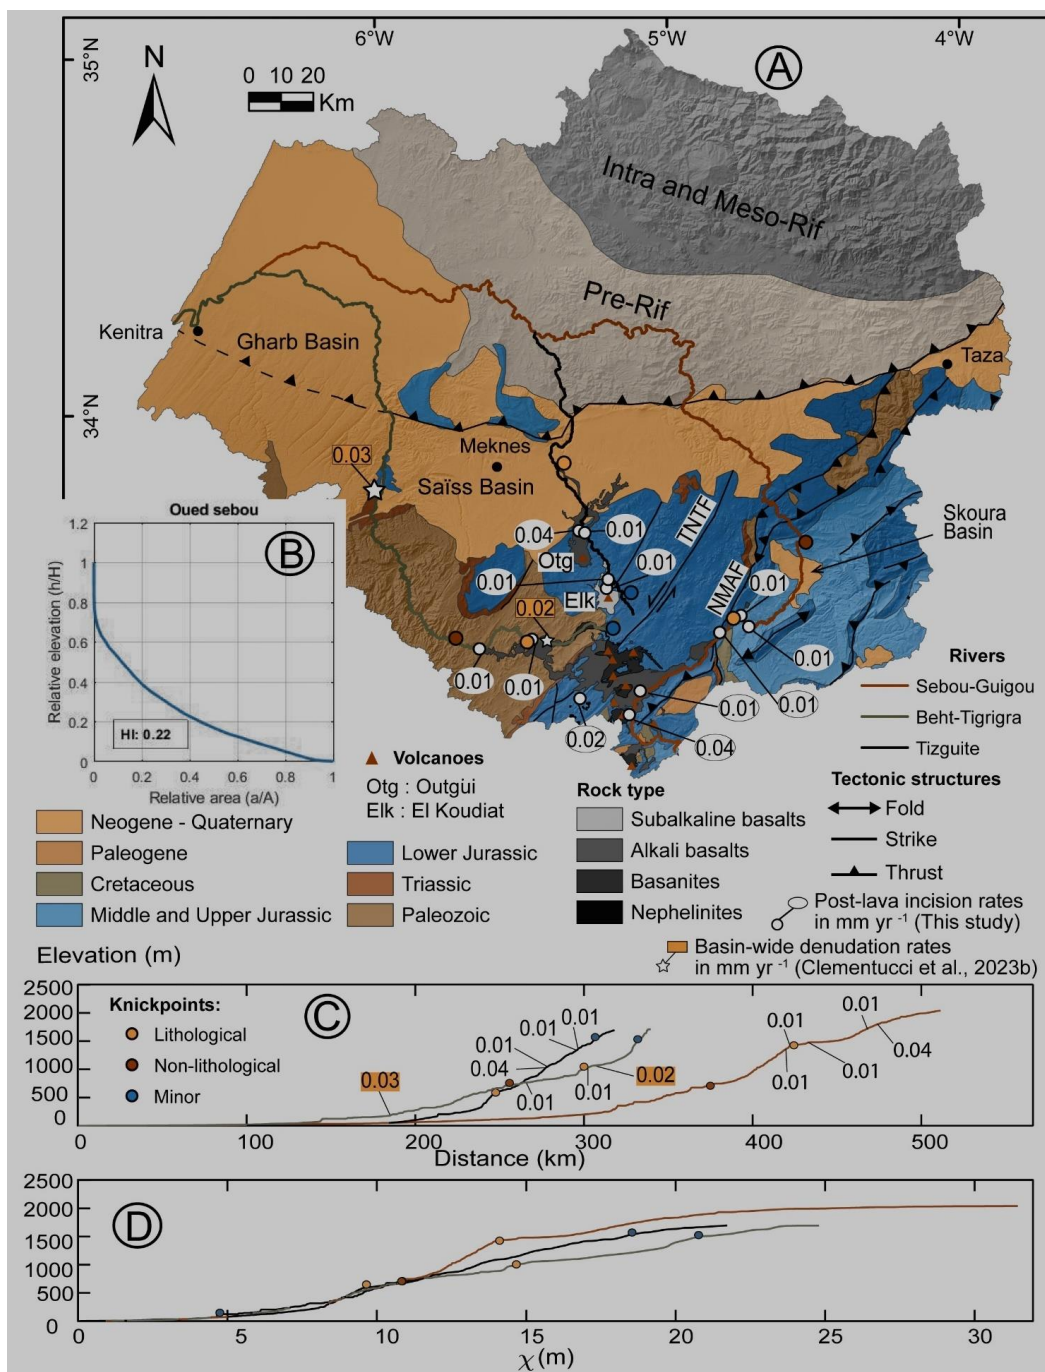 6°W
5°W
4°W
35°N
34°N
N
0 10 20
Km
A
Intra and Meso-Rif
Pre-Rif
Kenitra
Gharb Basin
Taza
Meknes
Saïss Basin
0.03
0.04
0.01
TNTF
Skoura
Basin
Otg
0.01
0.01
NMAF
0.01
Elk
0.02
0.01
0.01
0.01
0.01
0.01
0.02
0.04
Oued sebou
B
Relative elevation (h/H)
1.2
1
0.8
0.6
0.4
0.2
0
HI: 0.22
0 0.2 0.4 0.6 0.8 1
Relative area (a/A)
Volcanoes
Otg : Outgui
Elk : El Koudiat
Rivers
Sebou-Guigou
Beht-Tigrigra
Tizguite
Tectonic structures
Fold
Strike
Thrust
Rock type
Subalkaline basalts
Alkali basalts
Basanites
Nephelinites
Neogene - Quaternary
Paleogene
Cretaceous
Middle and Upper Jurassic
Lower Jurassic
Triassic
Paleozoic
Post-lava incision rates
in mm yr -1 (This study)
Basin-wide denudation rates
in mm yr -1 (Clementucci et al., 2023b)
Elevation (m)
C
Knickpoints:
Lithological
Non-lithological
Minor
2500
2000
1500
1000
500
0
0.01
0.01
0.01
0.04
0.03
0.01
0.01
0.02
0.01
0.01
0.01
0.04
0 100 200 300 400 500
Distance (km)
D
2500
2000
1500
1000
500
0
0 5 10 15 20 25 30
χ (m)